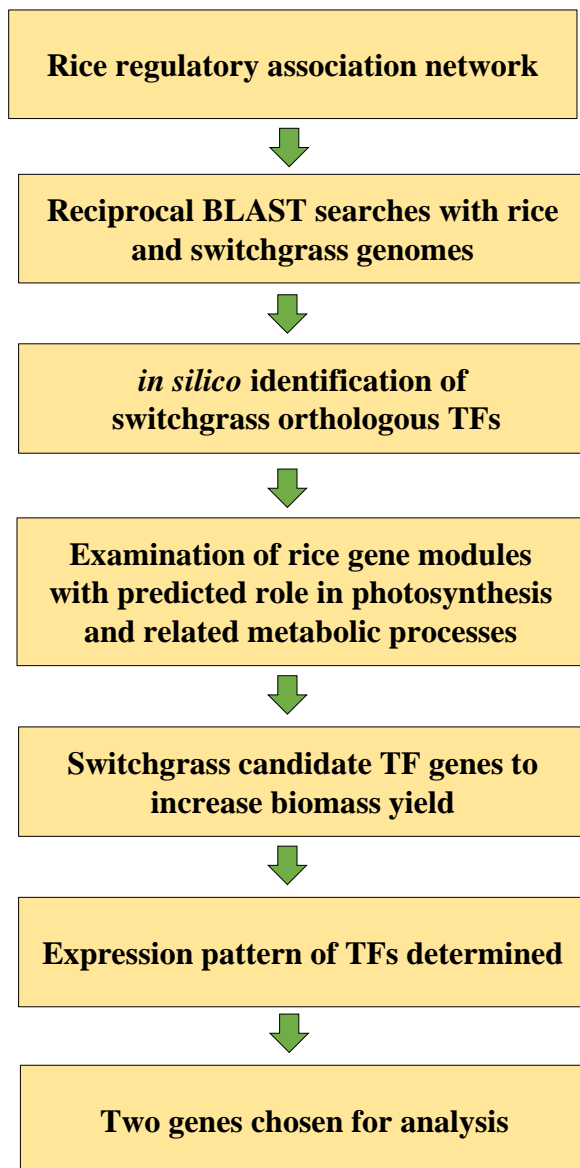 Rice regulatory association network
Reciprocal BLAST searches with rice
and switchgrass genomes
in silico identification of
switchgrass orthologous TFs
Examination of rice gene modules
with predicted role in photosynthesis
and related metabolic processes
Switchgrass candidate TF genes to
increase biomass yield
Expression pattern of TFs determined
Two genes chosen for analysis